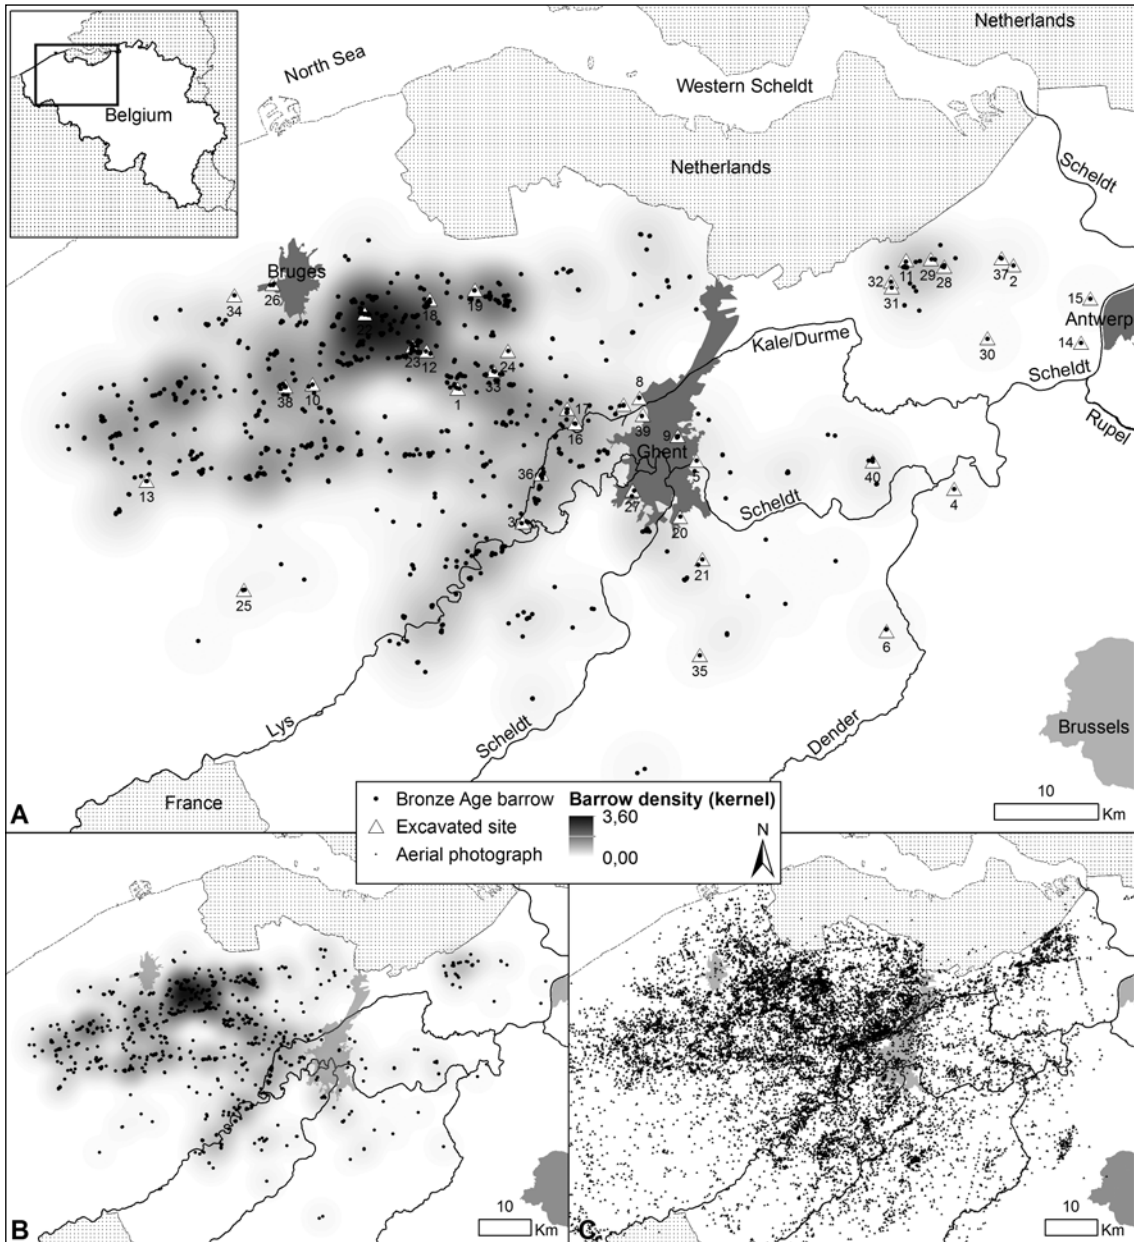 Netherlands
North Sea
Western Scheldt
Belgium
Netherlands
Scheldt
Bruges
26
34
22
18
19
11
29
28
37
2
32
31
15
Antwerp
14
30
23
12
24
Kale/Durme
Scheldt
Rupel
38
10
1
33
8
7
17
16
39
9
Ghent
5
36
13
27
Scheldt
40
4
20
3
21
25
6
35
Lys
Scheldt
Dender
Brussels
France
A
10
Km
Bronze Age barrow
Excavated site
Aerial photograph
Barrow density (kernel)
3,60
0,00
N
B
10
Km
C
10
Km